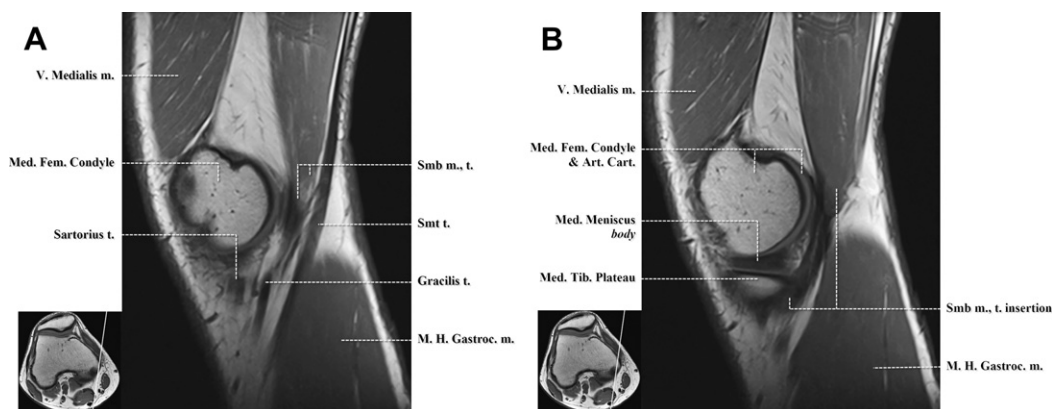 A
V. Medialis m.
Med. Fem. Condyle
Sartorius t.
Smb m., t.
Smt t.
Gracilis t.
M. H. Gastroc. m.
B
V. Medialis m.
Med. Fem. Condyle
& Art. Cart.
Med. Meniscus
body
Med. Tib. Plateau
Smb m., t. insertion
M. H. Gastroc. m.